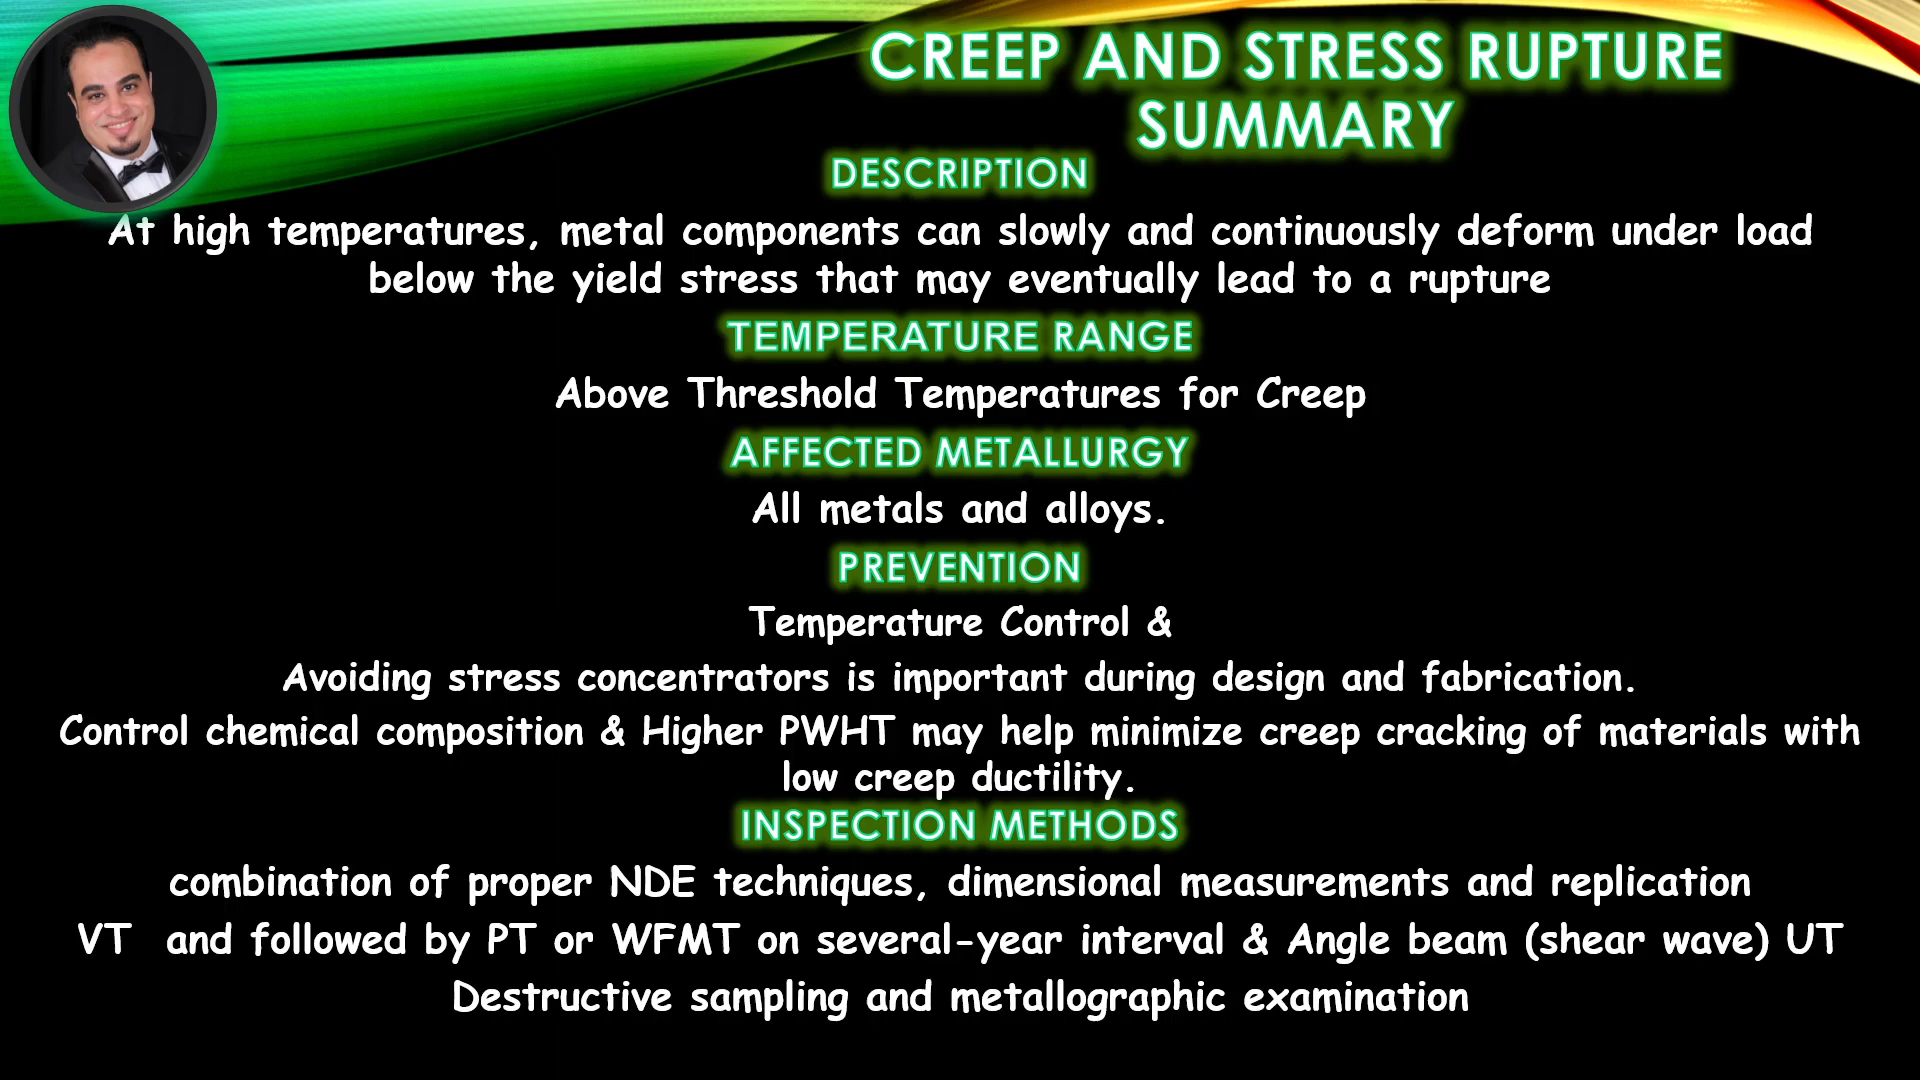 CREEP AND STRESS RUPTURE
SUMMARY
DESCRIPTION
At high temperatures, metal components can slowly and continuously deform under load
below the yield stress that may eventually lead to a rupture
TEMPERATURE RANGE
Above Threshold Temperatures for Creep
AFFECTED METALLURGY
All metals and alloys.
PREVENTION
Temperature Control &
Avoiding stress concentrators is important during design and fabrication.
Control chemical composition & Higher PWHT may help minimize creep cracking of materials with
low creep ductility.
INSPECTION METHODS
combination of proper NDE techniques, dimensional measurements and replication
VT and followed by PT or WFMT on several-year interval & Angle beam (shear wave) UT
Destructive sampling and metallographic examination